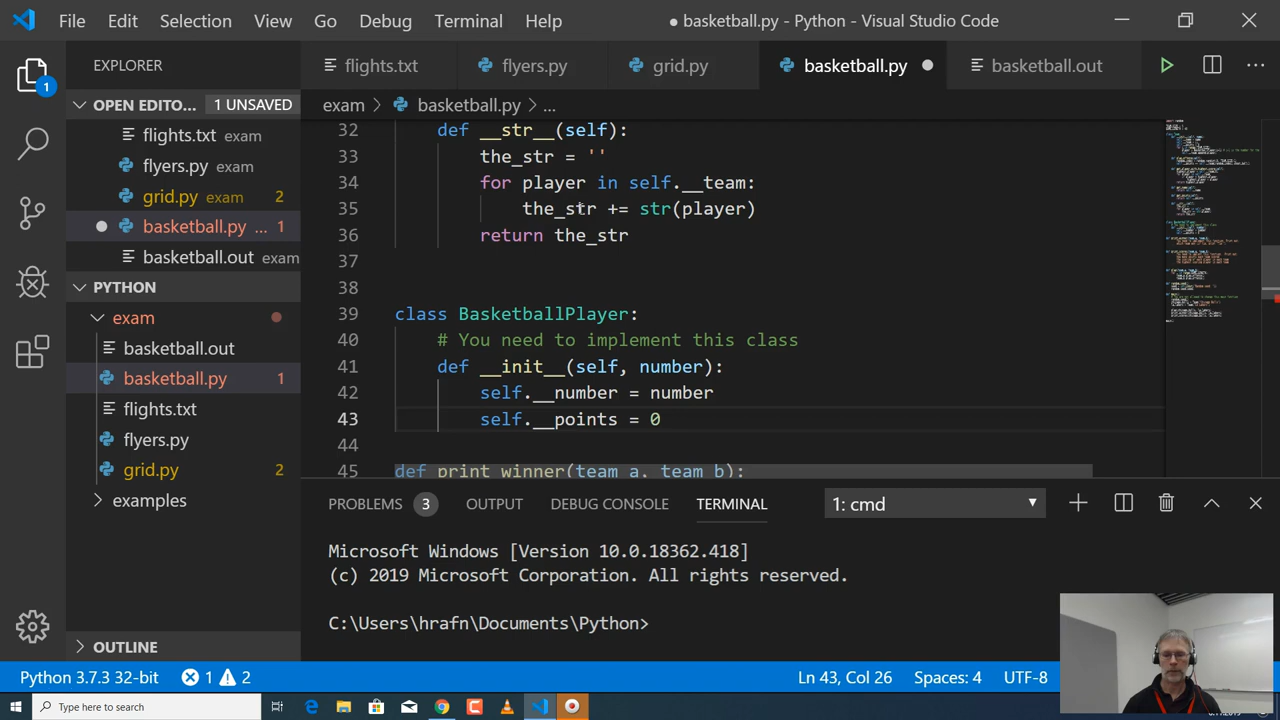 File Edit Selection View Go Debug Terminal Help ● basketball.py - Python - Visual Studio Code
EXPLORER flights.txt flyers.py grid.py basketball.py basketball.out ...
OPEN EDITO... 1 UNSAVED
exam > basketball.py > ...
flights.txt exam
flyers.py exam
grid.py exam 2
basketball.py ... 1
basketball.out exam
PYTHON
exam
basketball.out
basketball.py 1
flights.txt
flyers.py
grid.py 2
examples
OUTLINE
32 def __str__(self):
33 the_str = ''
34 for player in self.__team:
35 the_str += str(player)
36 return the_str
37
38
39 class BasketballPlayer:
40 # You need to implement this class
41 def __init__(self, number):
42 self.__number = number
43 self.__points = 0
44
45 def print_winner(team_a, team_b):
PROBLEMS 3 OUTPUT DEBUG CONSOLE TERMINAL 1: cmd
Microsoft Windows [Version 10.0.18362.418]
(c) 2019 Microsoft Corporation. All rights reserved.
C:\Users\hrafn\Documents\Python>
Python 3.7.3 32-bit 1 2 Ln 43, Col 26 Spaces: 4 UTF-8
Type here to search